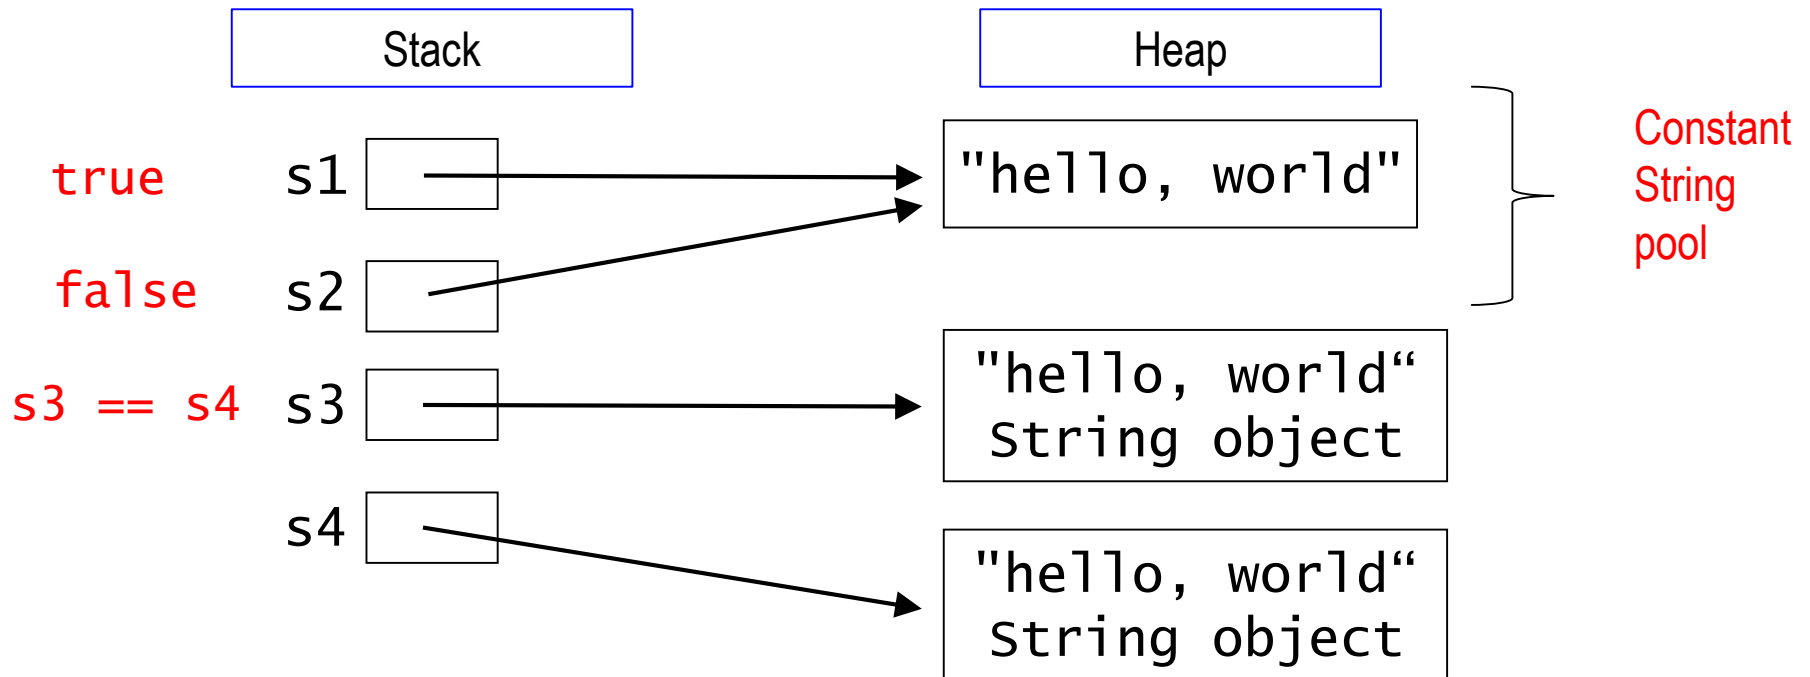 Stack
Heap
true
s1
"hello, world"
Constant
String
pool
false
s2
s3 == s4
s3
"hello, world“
String object
s4
"hello, world“
String object